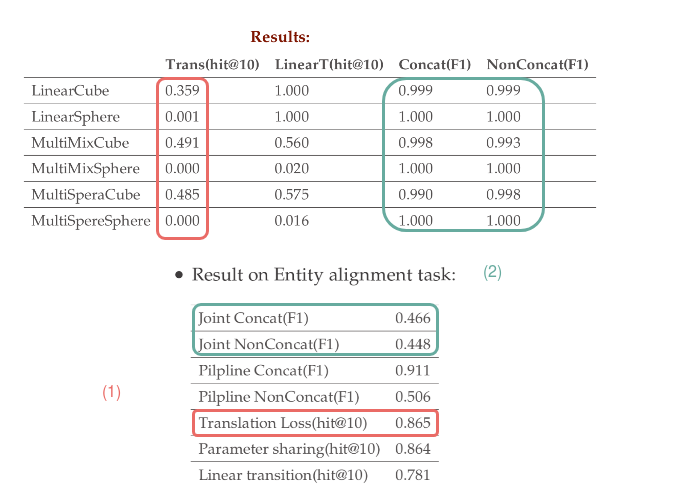 Results:
Trans(hit@10) LinearT(hit@10) Concat(F1) NonConcat(F1)
LinearCube 0.359 1.000 0.999 0.999
LinearSphere 0.001 1.000 1.000 1.000
MultiMixCube 0.491 0.560 0.998 0.993
MultiMixSphere 0.000 0.020 1.000 1.000
MultiSperaCube 0.485 0.575 0.990 0.998
MultiSpereSphere 0.000 0.016 1.000 1.000
• Result on Entity alignment task: (2)
Joint Concat(F1) 0.466
Joint NonConcat(F1) 0.448
Pilpline Concat(F1) 0.911
(1)
Pilpline NonConcat(F1) 0.506
Translation Loss(hit@10) 0.865
Parameter sharing(hit@10) 0.864
Linear transition(hit@10) 0.781